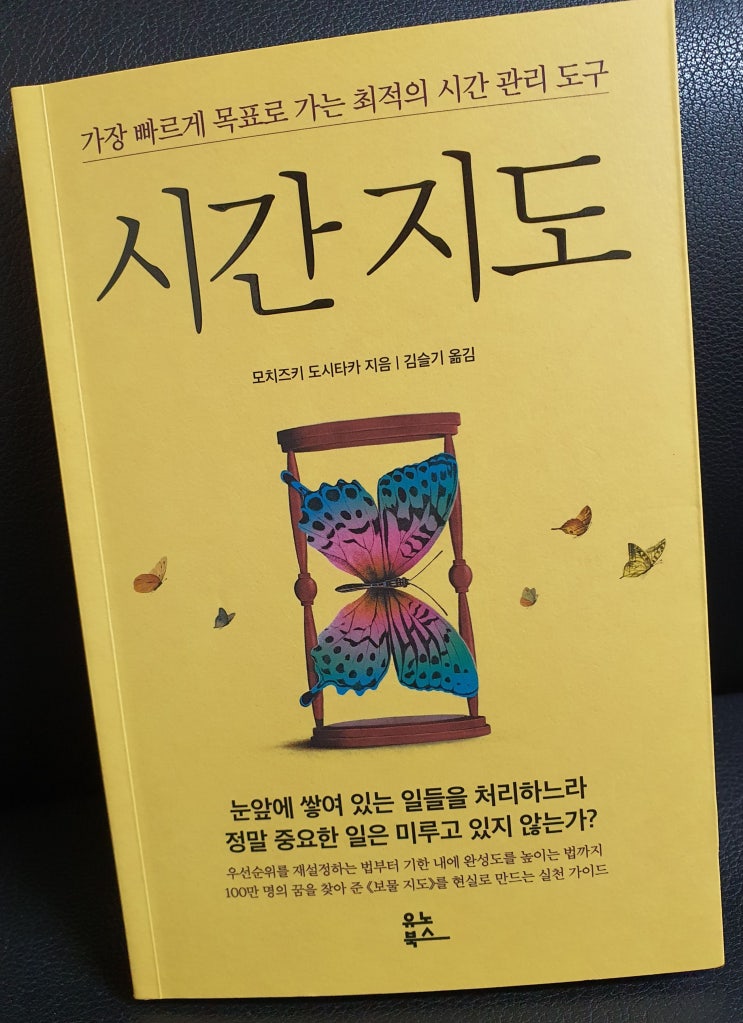 가장 빠르게 목표로 가는 최적의 시간 관리 도구
시간 지도
모치즈키 도시타카 지음 | 김슬기 옮김
눈앞에 쌓여 있는 일들을 처리하느라
정말 중요한 일은 미루고 있지 않는가?
우선순위를 재설정하는 법부터 기한 내에 완성도를 높이는 법까지
100만 명의 꿈을 찾아 준 《보물 지도》를 현실로 만드는 실천 가이드
유노
북스